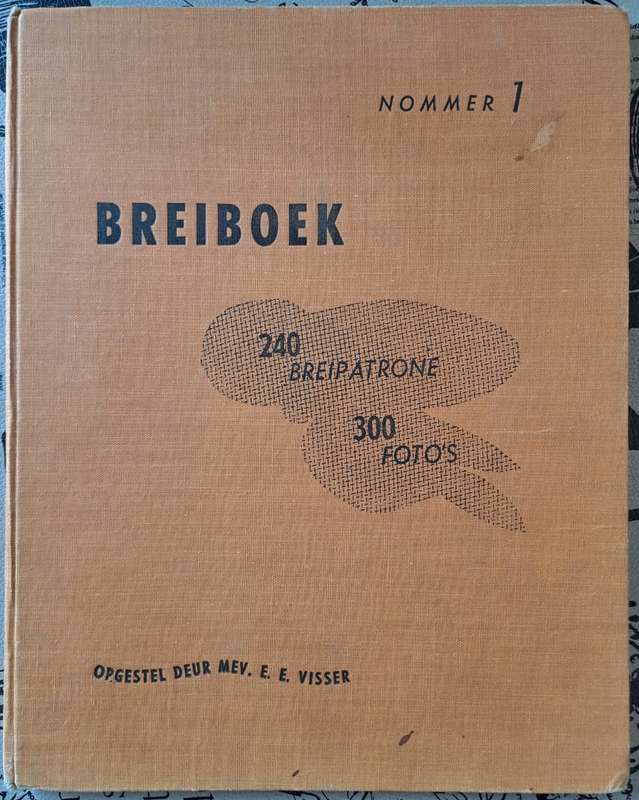 NOMMER 1
BREIBOEK
240
BREIPATRONE
300
FOTO'S
OPGESTEL DEUR MEV. E. E. VISSER